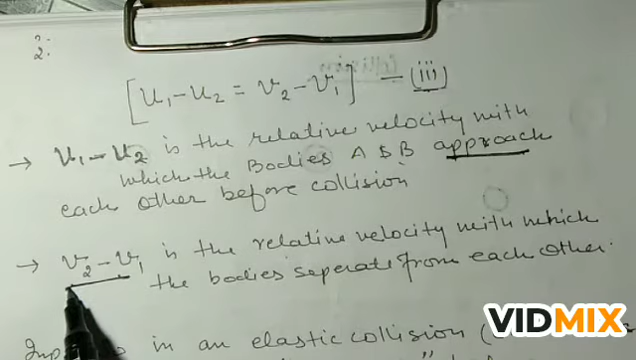 2:
[u₁-u₂ = v₂-v₁] — (iii)
→ u₁-u₂ is the relative velocity with
which the Bodies A & B approach
each other before collision
→ v₂-v₁ is the relative velocity with which
the bodies seperate from each other.
in an elastic collision (
VIDMIX